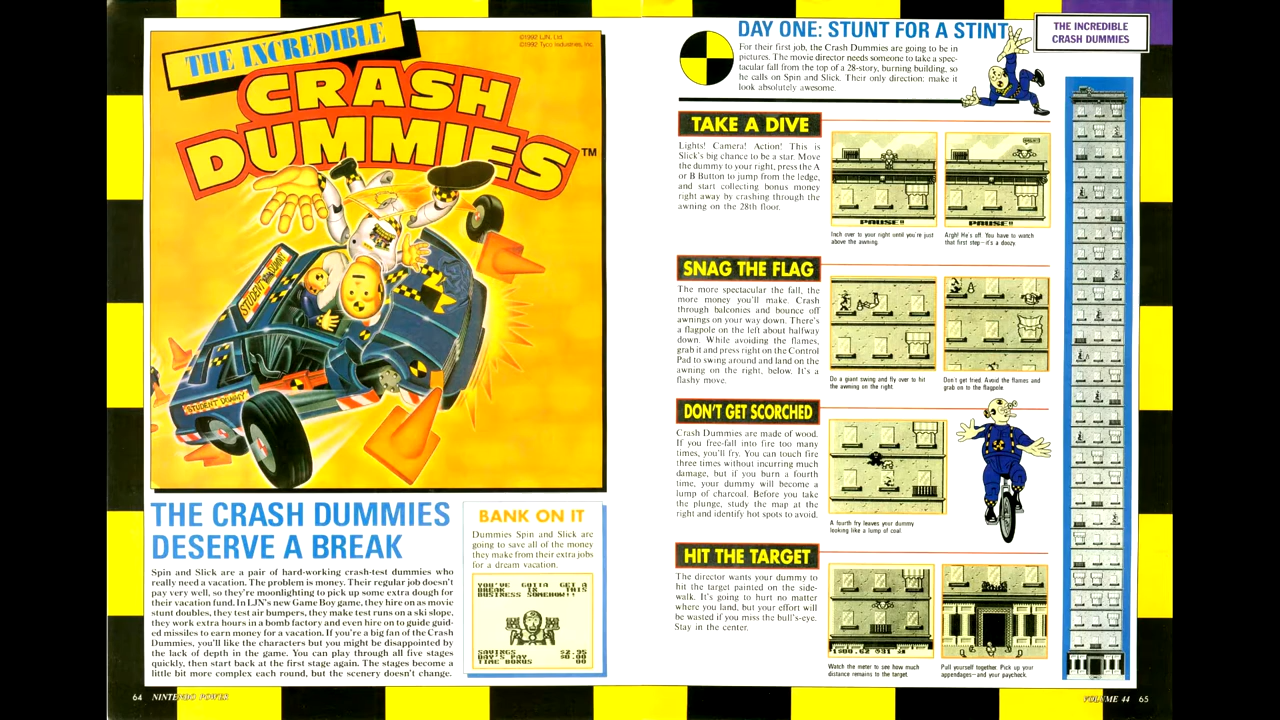 THE INCREDIBLE
CRASH
DUMMIES™
©1992 LJN, Ltd.
©1992 Tyco Industries, Inc.
STUDENT DRIVER
STUDENT DUMMY
THE CRASH DUMMIES
DESERVE A BREAK
Spin and Slick are a pair of hard-working crash-test dummies who
really need a vacation. The problem is money. Their regular job doesn't
pay very well, so they're moonlighting to pick up some extra dough for
their vacation fund. In LJN's new Game Boy game, they hire on as movie
stunt doubles, they test air bumpers, they make test runs on a ski slope,
they work extra hours in a bomb factory and even hire on to guide guid-
ed missiles to earn money for a vacation. If you're a big fan of the Crash
Dummies, you'll like the characters but you might be disappointed by
the lack of depth in the game. You can play through all five stages
quickly, then start back at the first stage again. The stages become a
little bit more complex each round, but the scenery doesn't change.
BANK ON IT
Dummies Spin and Slick are
going to save all of the money
they make from their extra jobs
for a dream vacation.
YOU'VE GOTTA GET A
BREAK IN THIS
BUSINESS SOMEHOW!!
SAVINGS $2.95
DAY'S PAY $0.00
TIME BONUS 00
64 NINTENDO POWER
DAY ONE: STUNT FOR A STINT
For their first job, the Crash Dummies are going to be in
pictures. The movie director needs someone to take a spec-
tacular fall from the top of a 28-story, burning building, so
he calls on Spin and Slick. Their only direction: make it
look absolutely awesome.
THE INCREDIBLE
CRASH DUMMIES
TAKE A DIVE
Lights! Camera! Action! This is
Slick's big chance to be a star. Move
the dummy to your right, press the A
or B Button to jump from the ledge,
and start collecting bonus money
right away by crashing through the
awning on the 28th floor.
PAUSE!!
PAUSE!!
Inch over to your right until you're just
above the awning.
Argh! He's off. You have to watch
that first step–it's a doozy.
SNAG THE FLAG
The more spectacular the fall, the
more money you'll make. Crash
through balconies and bounce off
awnings on your way down. There's
a flagpole on the left about halfway
down. While avoiding the flames,
grab it and press right on the Control
Pad to swing around and land on the
awning on the right, below. It's a
flashy move.
Do a giant swing and fly over to hit
the awning on the right
Don't get fried. Avoid the flames and
grab on to the flagpole
DON'T GET SCORCHED
Crash Dummies are made of wood.
If you free-fall into fire too many
times, you'll fry. You can touch fire
three times without incurring much
damage, but if you burn a fourth
time, your dummy will become a
lump of charcoal. Before you take
the plunge, study the map at the
right and identify hot spots to avoid.
A fourth fry leaves your dummy
looking like a lump of coal.
HIT THE TARGET
The director wants your dummy to
hit the target painted on the side-
walk. It's going to hurt no matter
where you land, but your effort will
be wasted if you miss the bull's-eye.
Stay in the center.
Watch the meter to see how much
distance remains to the target
Pull yourself together. Pick up your
appendages–and your paycheck.
VOLUME 44 65